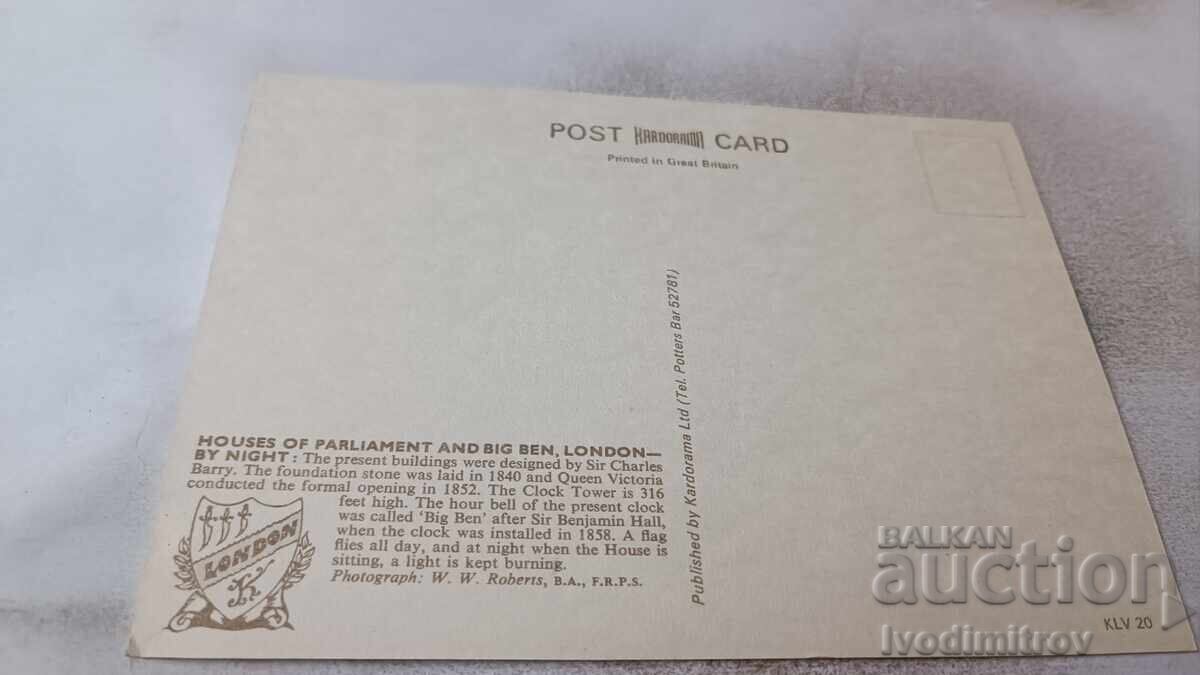 POST KARDORAMA CARD
Printed in Great Britain
HOUSES OF PARLIAMENT AND BIG BEN, LONDON—
BY NIGHT : The present buildings were designed by Sir Charles
Barry. The foundation stone was laid in 1840 and Queen Victoria
conducted the formal opening in 1852. The Clock Tower is 316
feet high. The hour bell of the present clock
was called 'Big Ben' after Sir Benjamin Hall,
when the clock was installed in 1858. A flag
flies all day, and at night when the House is
sitting, a light is kept burning.
Photograph: W. W. Roberts, B.A., F.R.P.S.
LONDON
K
Published by Kardorama Ltd (Tel. Potters Bar 52781)
KLV 20
BALKAN
auction
Ivodimitrov